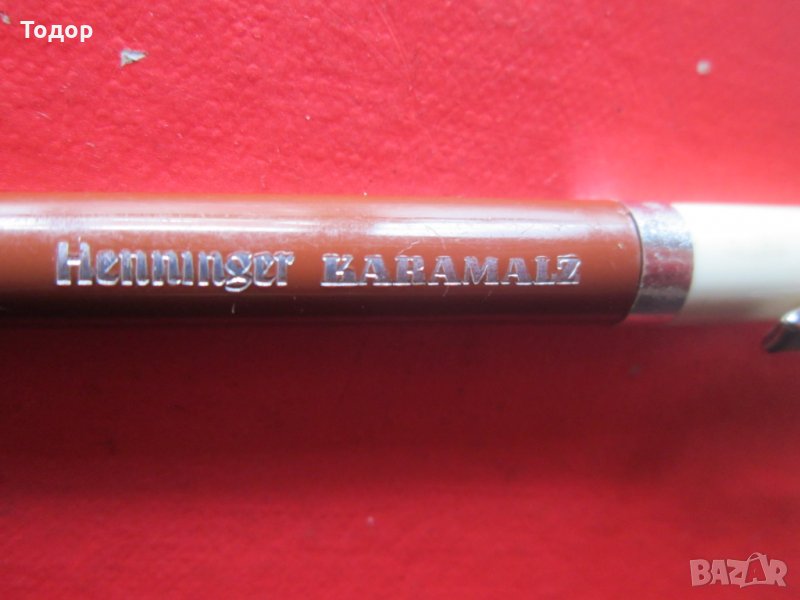 Тодор
Henninger KARAMALZ
BAZAR